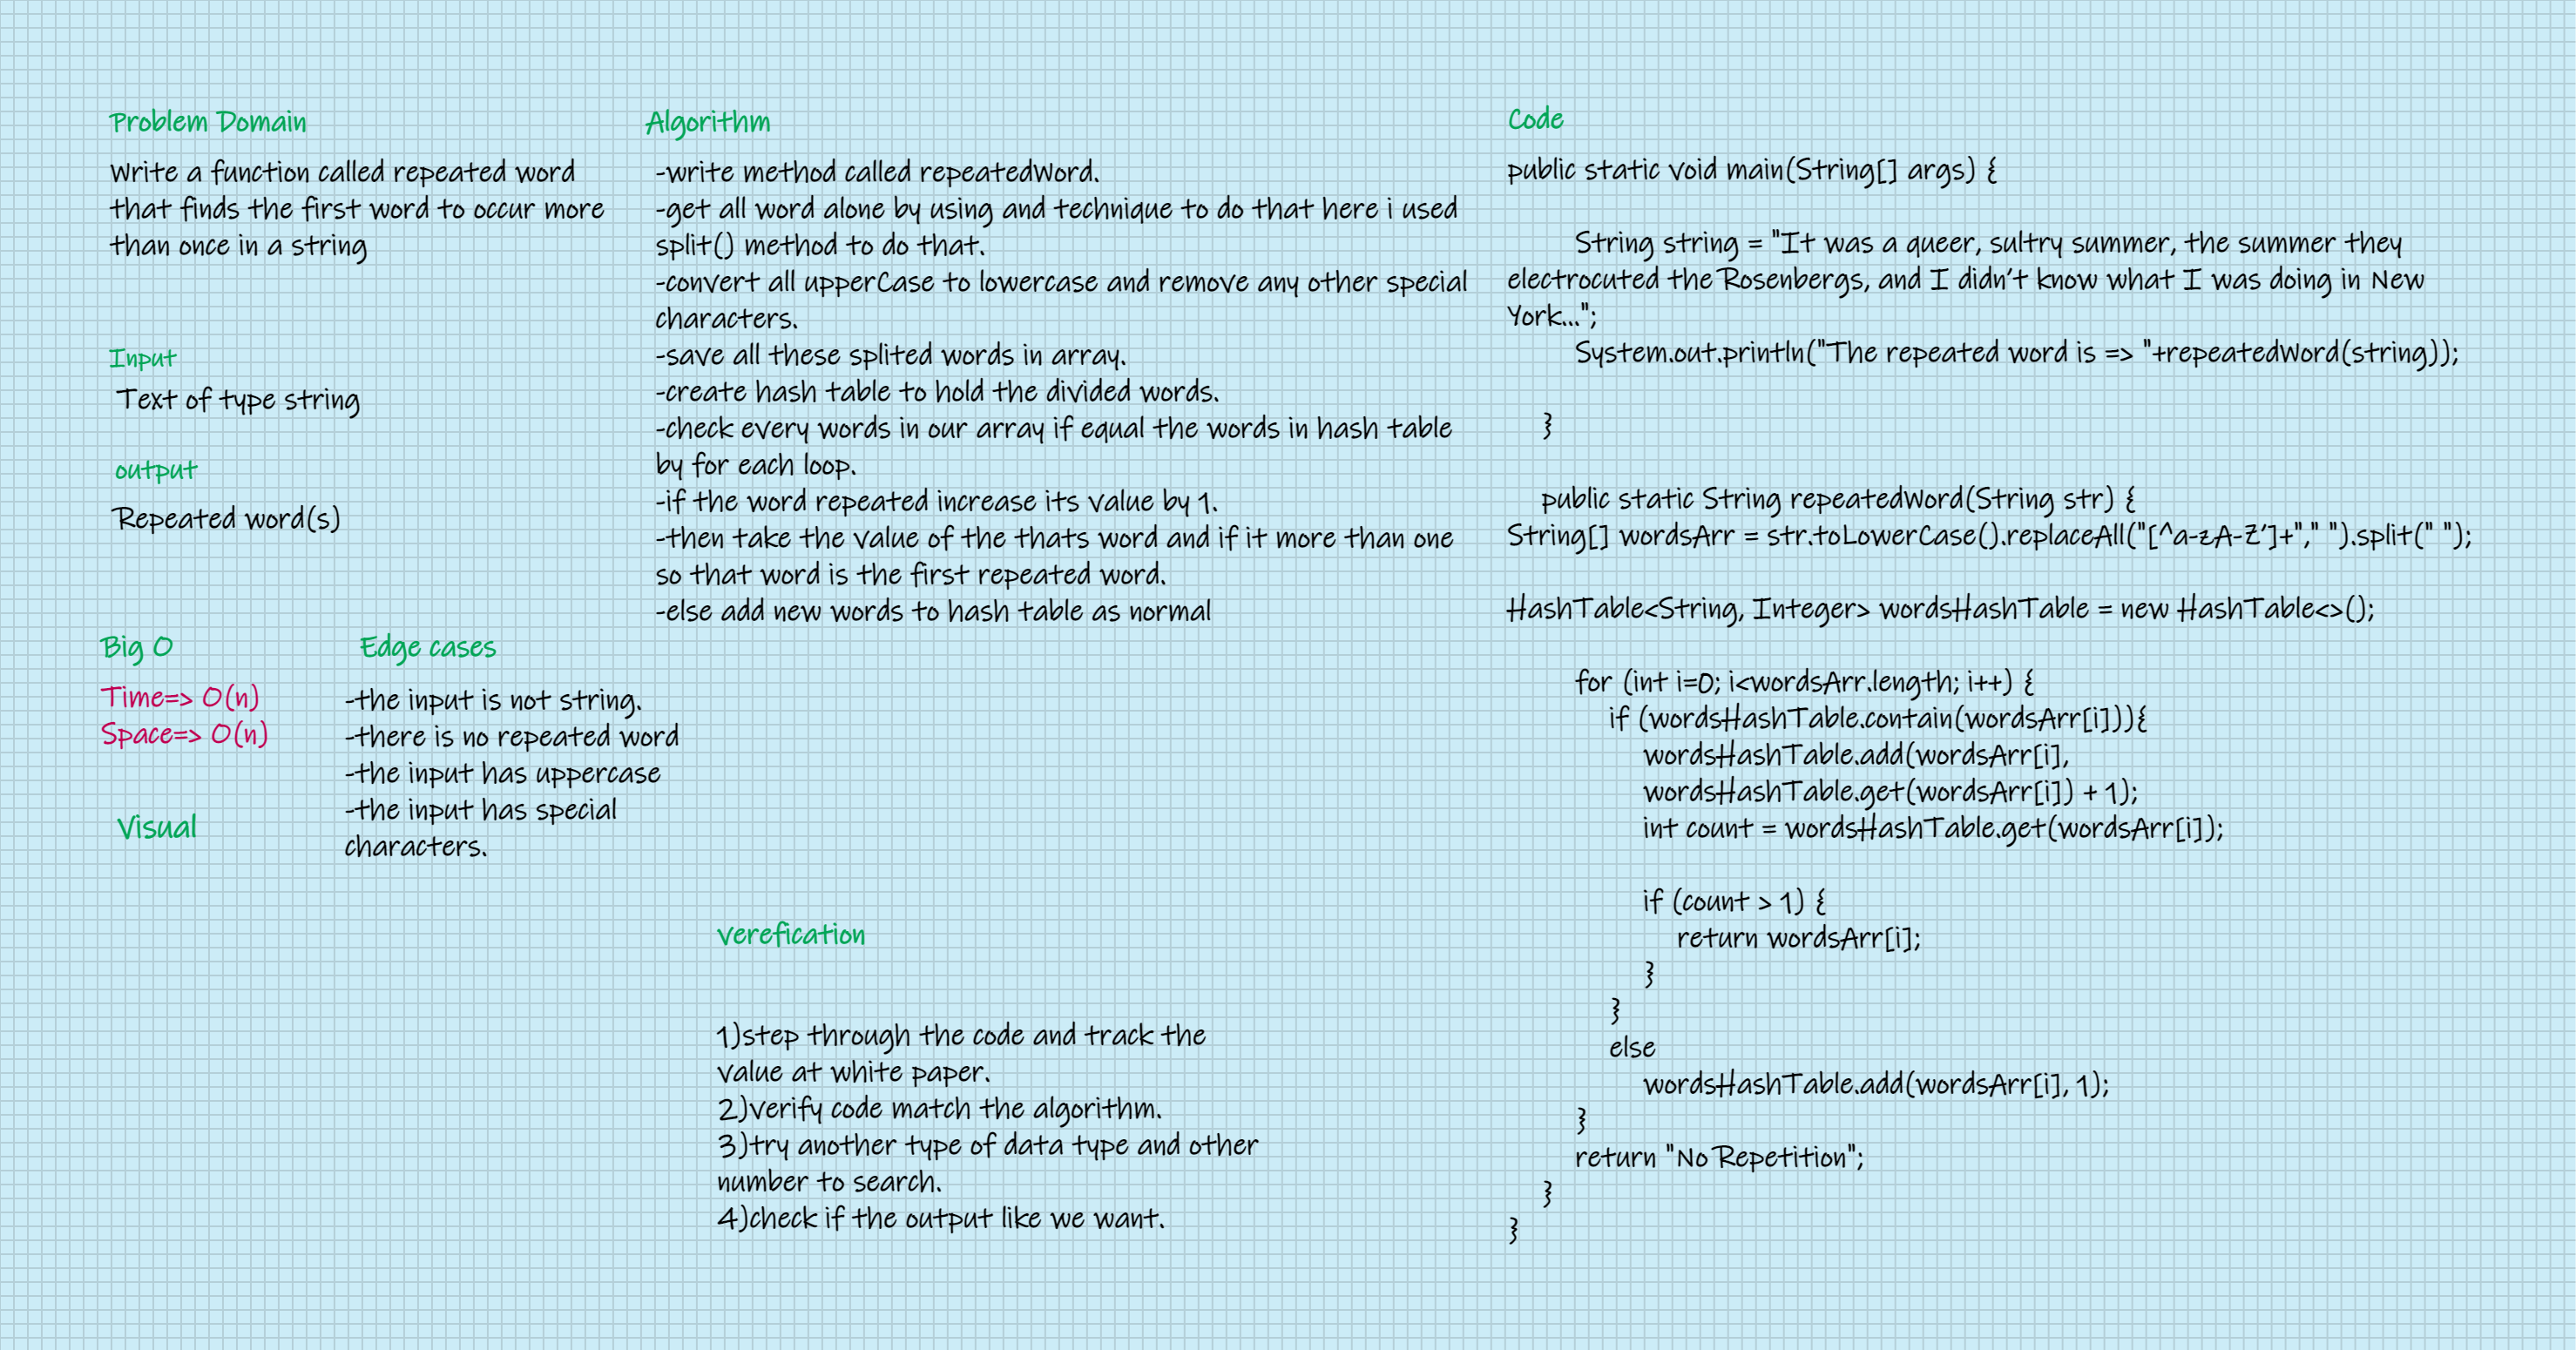 Problem Domain
Write a function called repeated word
that finds the first word to occur more
than once in a string
Input
Text of type string
output
Repeated word(s)
Big O
Time=> O(n)
Space=> O(n)
Edge cases
-the input is not string.
-there is no repeated word
-the input has uppercase
-the input has special
characters.
Visual
Algorithm
-write method called repeatedWord.
-get all word alone by using and technique to do that here i used
split() method to do that.
-convert all upperCase to lowercase and remove any other special
characters.
-save all these splited words in array.
-create hash table to hold the divided words.
-check every words in our array if equal the words in hash table
by for each loop.
-if the word repeated increase its value by 1.
-then take the value of the thats word and if it more than one
so that word is the first repeated word.
-else add new words to hash table as normal
verefication
1)step through the code and track the
value at white paper.
2)verify code match the algorithm.
3)try another type of data type and other
number to search.
4)check if the output like we want.
Code
public static void main(String[] args) {
String string = "It was a queer, sultry summer, the summer they
electrocuted the Rosenbergs, and I didn’t know what I was doing in New
York...";
System.out.println("The repeated word is => "+repeatedWord(string));
}
public static String repeatedWord(String str) {
String[] wordsArr = str.toLowerCase().replaceAll("[^a-zA-Z’]+"," ").split(" ");
HashTable<String, Integer> wordsHashTable = new HashTable<>();
for (int i=0; i<wordsArr.length; i++) {
if (wordsHashTable.contain(wordsArr[i])){
wordsHashTable.add(wordsArr[i],
wordsHashTable.get(wordsArr[i]) + 1);
int count = wordsHashTable.get(wordsArr[i]);
if (count > 1) {
return wordsArr[i];
}
}
else
wordsHashTable.add(wordsArr[i], 1);
}
return "No Repetition";
}
}